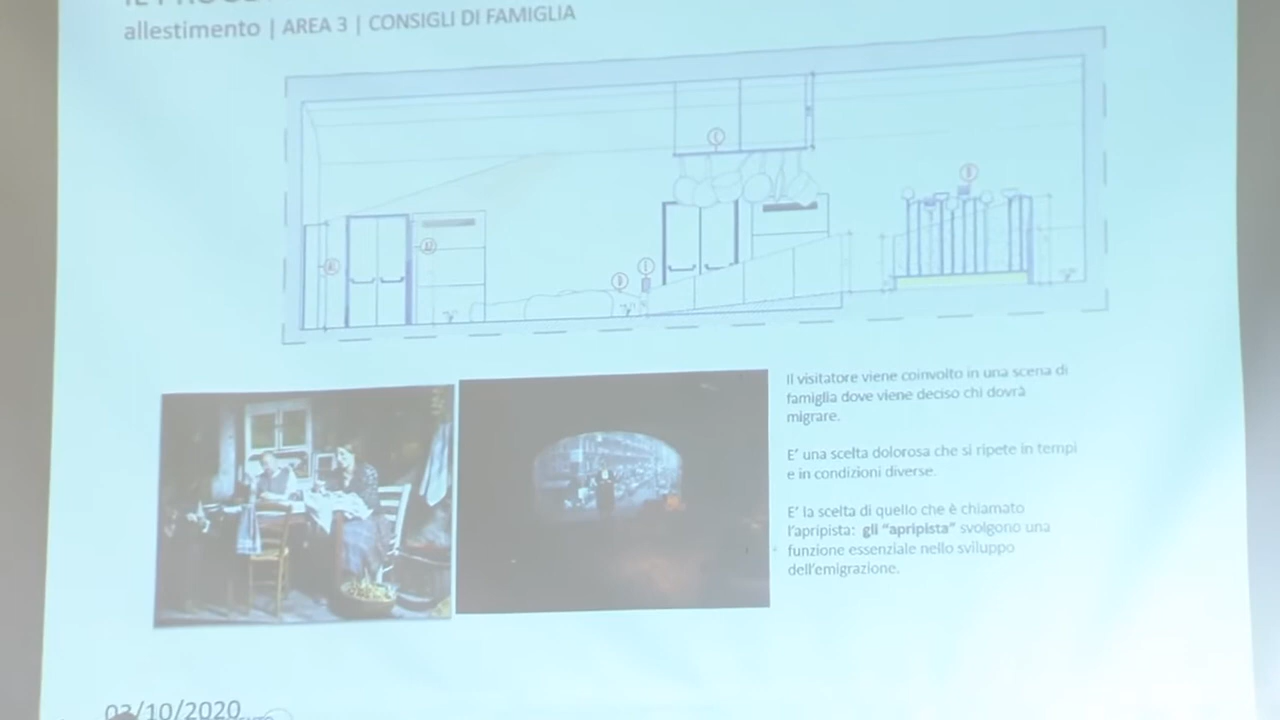 allestimento | AREA 3 | CONSIGLI DI FAMIGLIA
Il visitatore viene coinvolto in una scena di
famiglia dove viene deciso chi dovrà
migrare.
E' una scelta dolorosa che si ripete in tempi
e in condizioni diverse.
E' la scelta di quello che è chiamato
l'apripista: gli "apripista" svolgono una
funzione essenziale nello sviluppo
dell'emigrazione.
03/10/2020